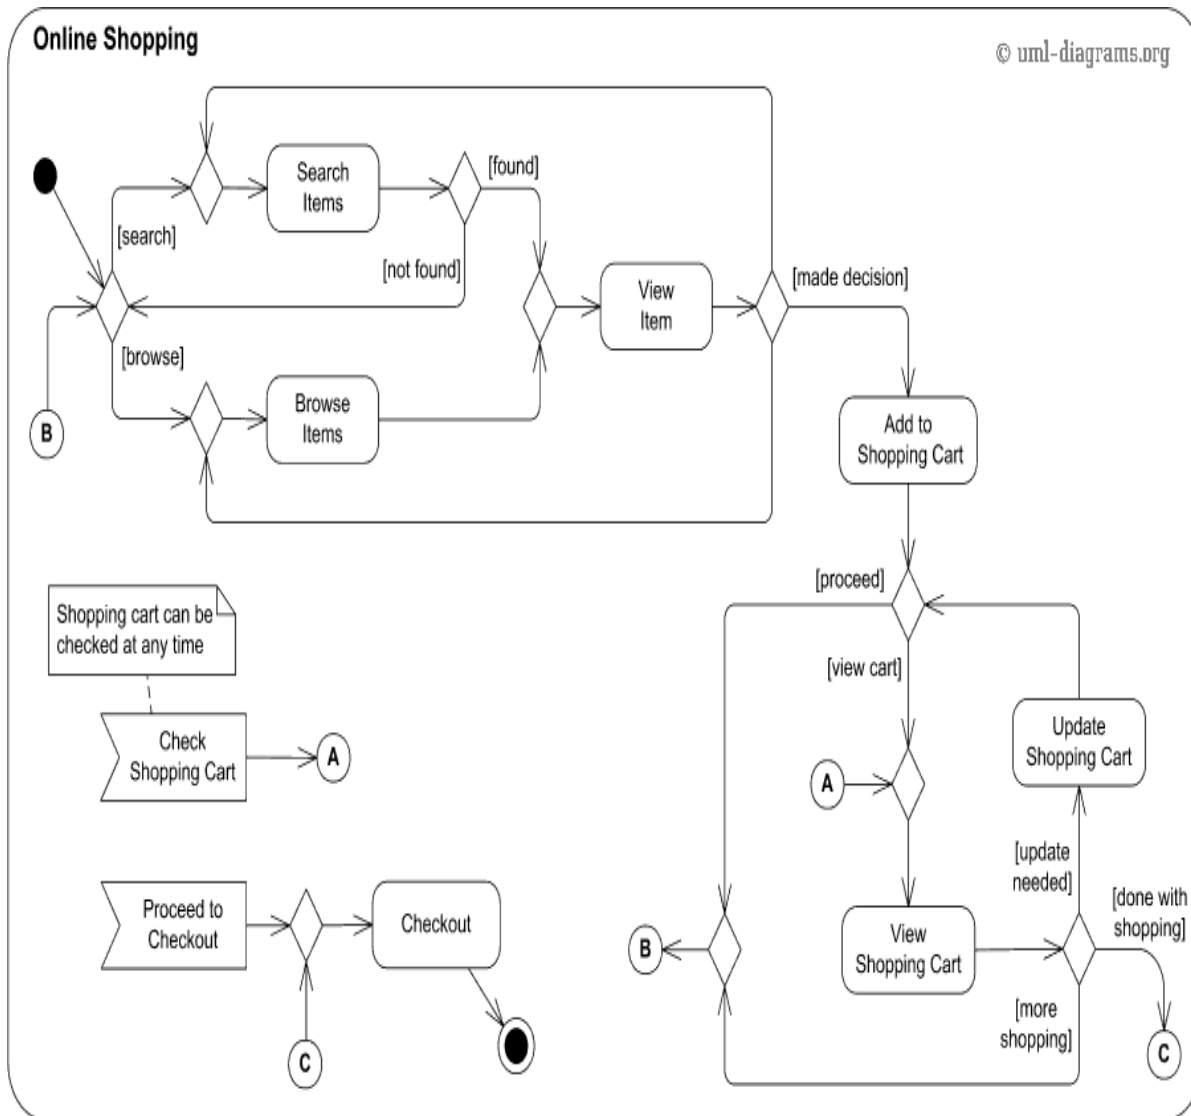 Online Shopping
© uml-diagrams.org
Search
Items
[found]
[search]
[not found]
[made decision]
View
Item
[browse]
Browse
Items
B
Add to
Shopping Cart
[proceed]
Shopping cart can be
checked at any time
[view cart]
Check
Shopping Cart
A
Update
Shopping Cart
A
[update
needed]
[done with
shopping]
Proceed to
Checkout
Checkout
B
View
Shopping Cart
[more
shopping]
C
C